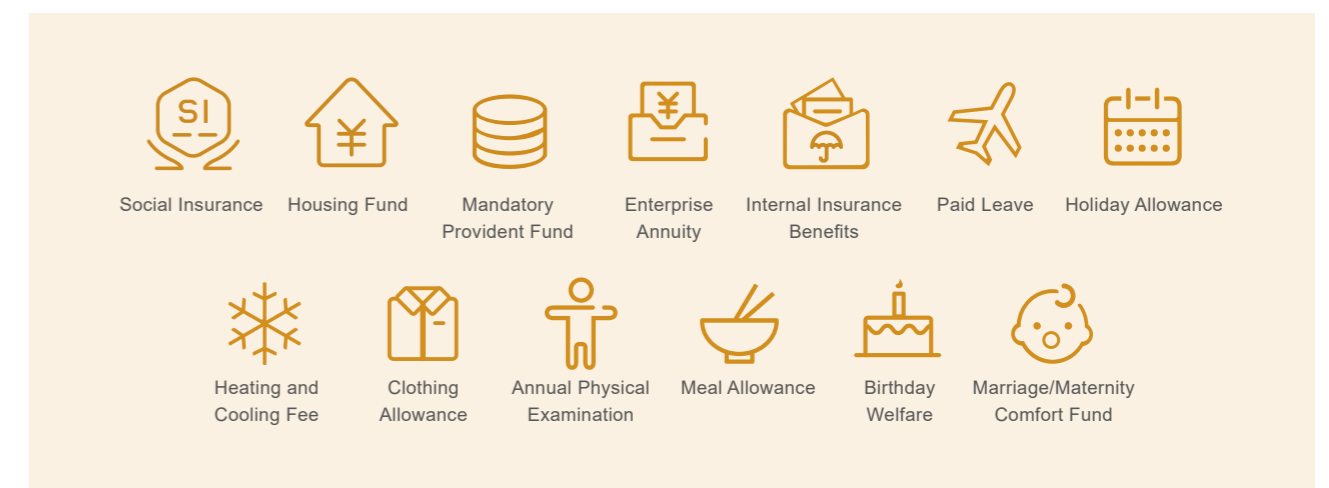 SI
¥
¥
Social Insurance
Housing Fund
Mandatory
Provident Fund
Enterprise
Annuity
Internal Insurance
Benefits
Paid Leave
Holiday Allowance
Heating and
Cooling Fee
Clothing
Allowance
Annual Physical
Examination
Meal Allowance
Birthday
Welfare
Marriage/Maternity
Comfort Fund